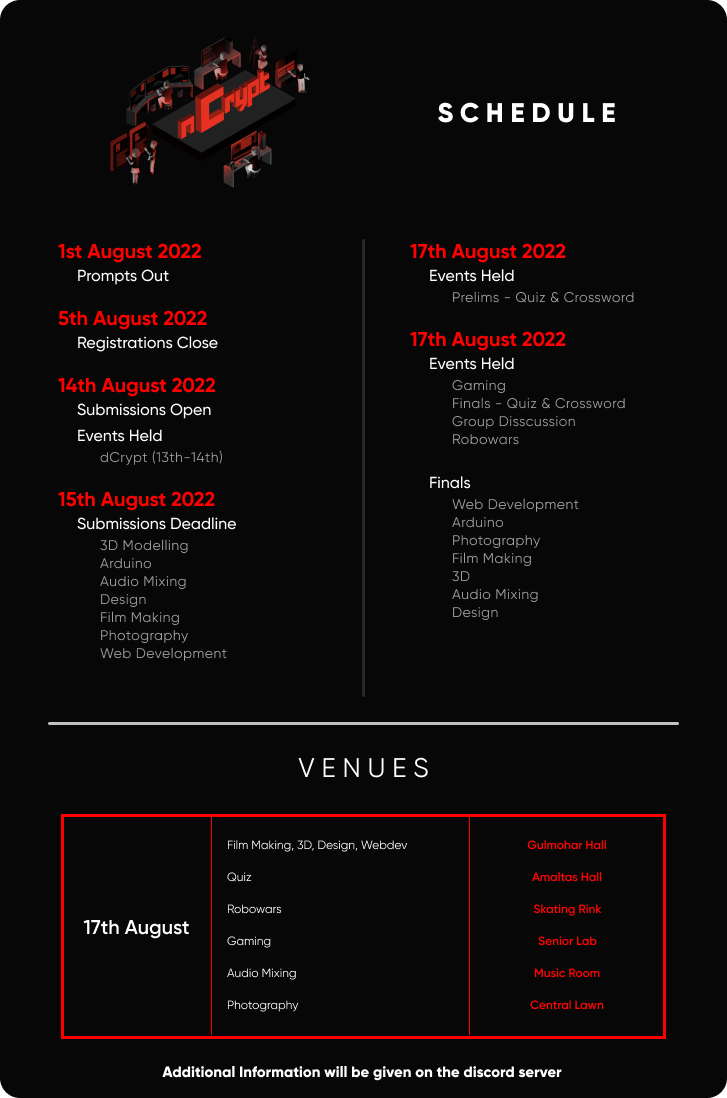 nCrypt
SCHEDULE
1st August 2022
Prompts Out
5th August 2022
Registrations Close
14th August 2022
Submissions Open
Events Held
dCrypt (13th-14th)
15th August 2022
Submissions Deadline
3D Modelling
Arduino
Audio Mixing
Design
Film Making
Photography
Web Development
17th August 2022
Events Held
Prelims - Quiz & Crossword
17th August 2022
Events Held
Gaming
Finals - Quiz & Crossword
Group Disscussion
Robowars
Finals
Web Development
Arduino
Photography
Film Making
3D
Audio Mixing
Design
VENUES
17th August
Film Making, 3D, Design, Webdev Gulmohar Hall
Quiz Amaltas Hall
Robowars Skating Rink
Gaming Senior Lab
Audio Mixing Music Room
Photography Central Lawn
Additional Information will be given on the discord server